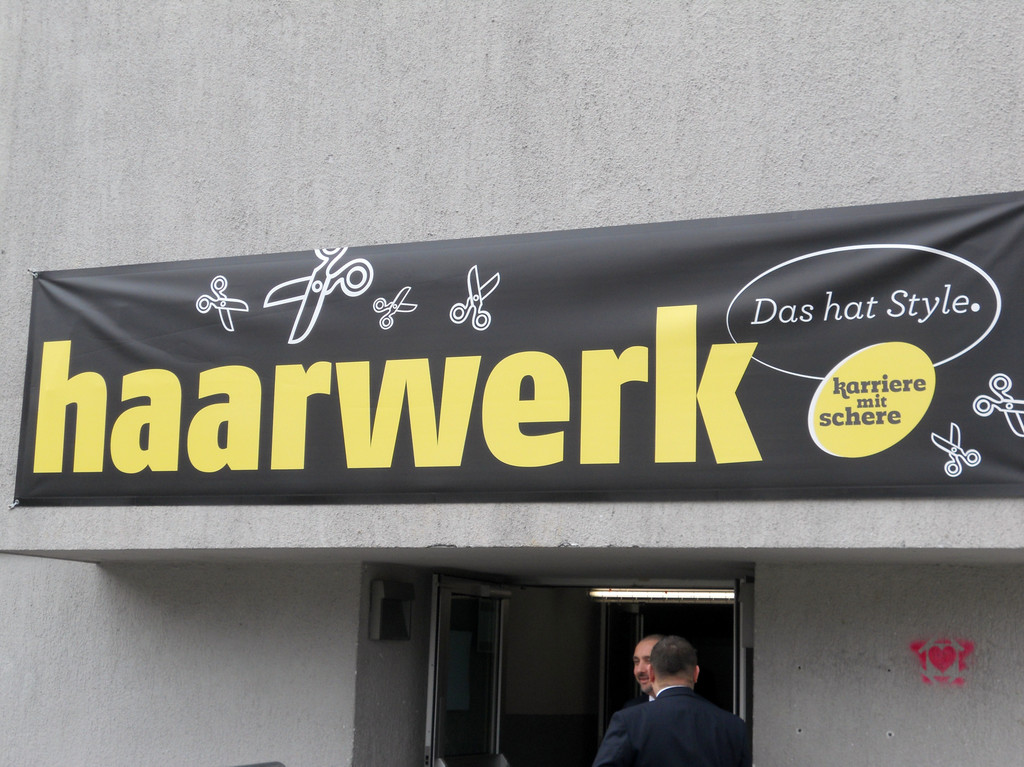 Das hat Style.
haarwerk
karriere
mit
schere